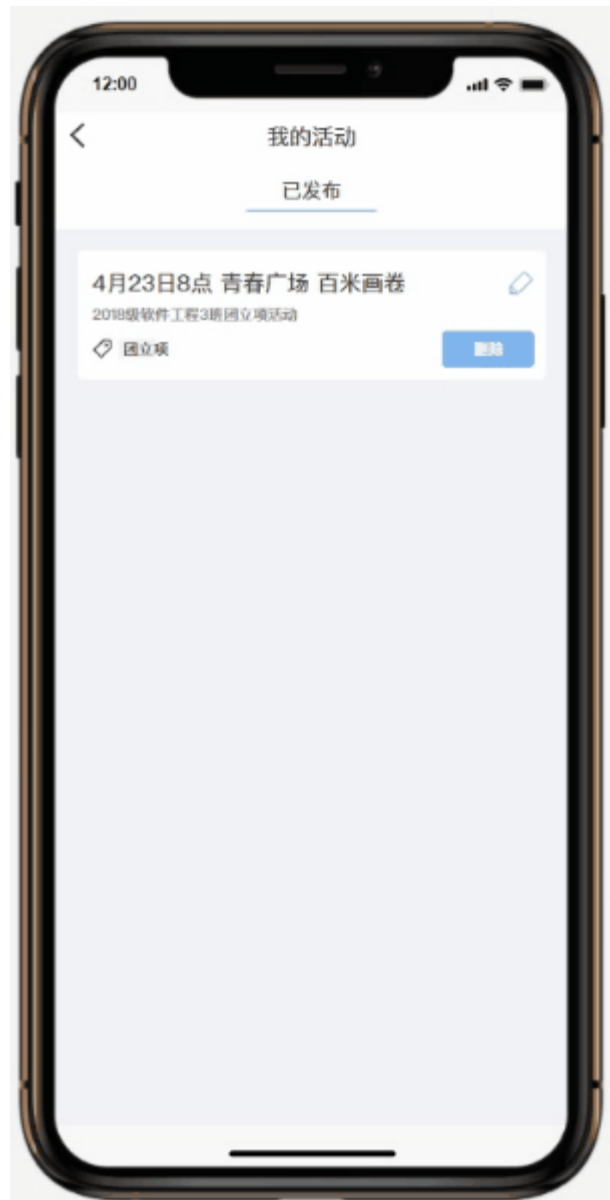 12:00
我的活动
已发布
4月23日8点 青春广场 百米画卷
2018级软件工程3班团立项活动
团立项
删除